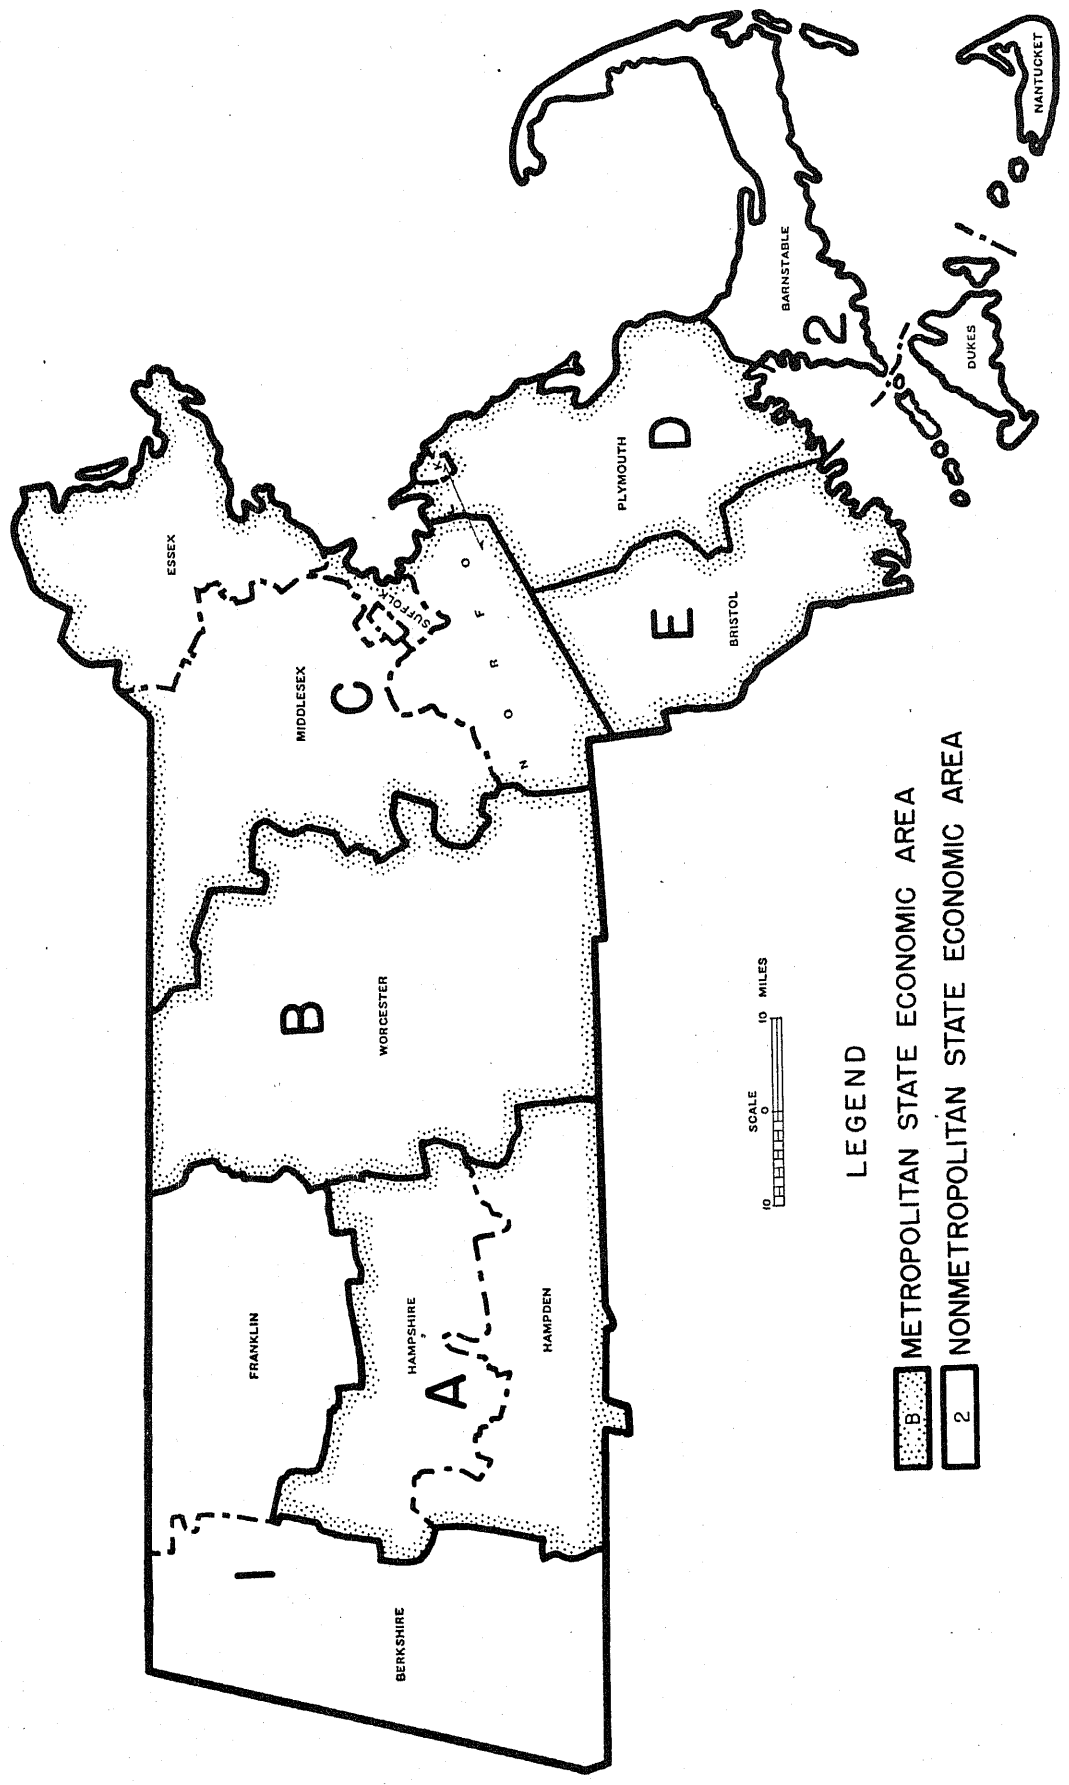 ESSEX
MIDDLESEX
SUFFOLK
C
NORFOLK
WORCESTER
B
FRANKLIN
HAMPSHIRE
A
HAMPDEN
1
BERKSHIRE
PLYMOUTH
D
E
BRISTOL
BARNSTABLE
2
DUKES
NANTUCKET
SCALE
10 0 10 MILES
LEGEND
B METROPOLITAN STATE ECONOMIC AREA
2 NONMETROPOLITAN STATE ECONOMIC AREA